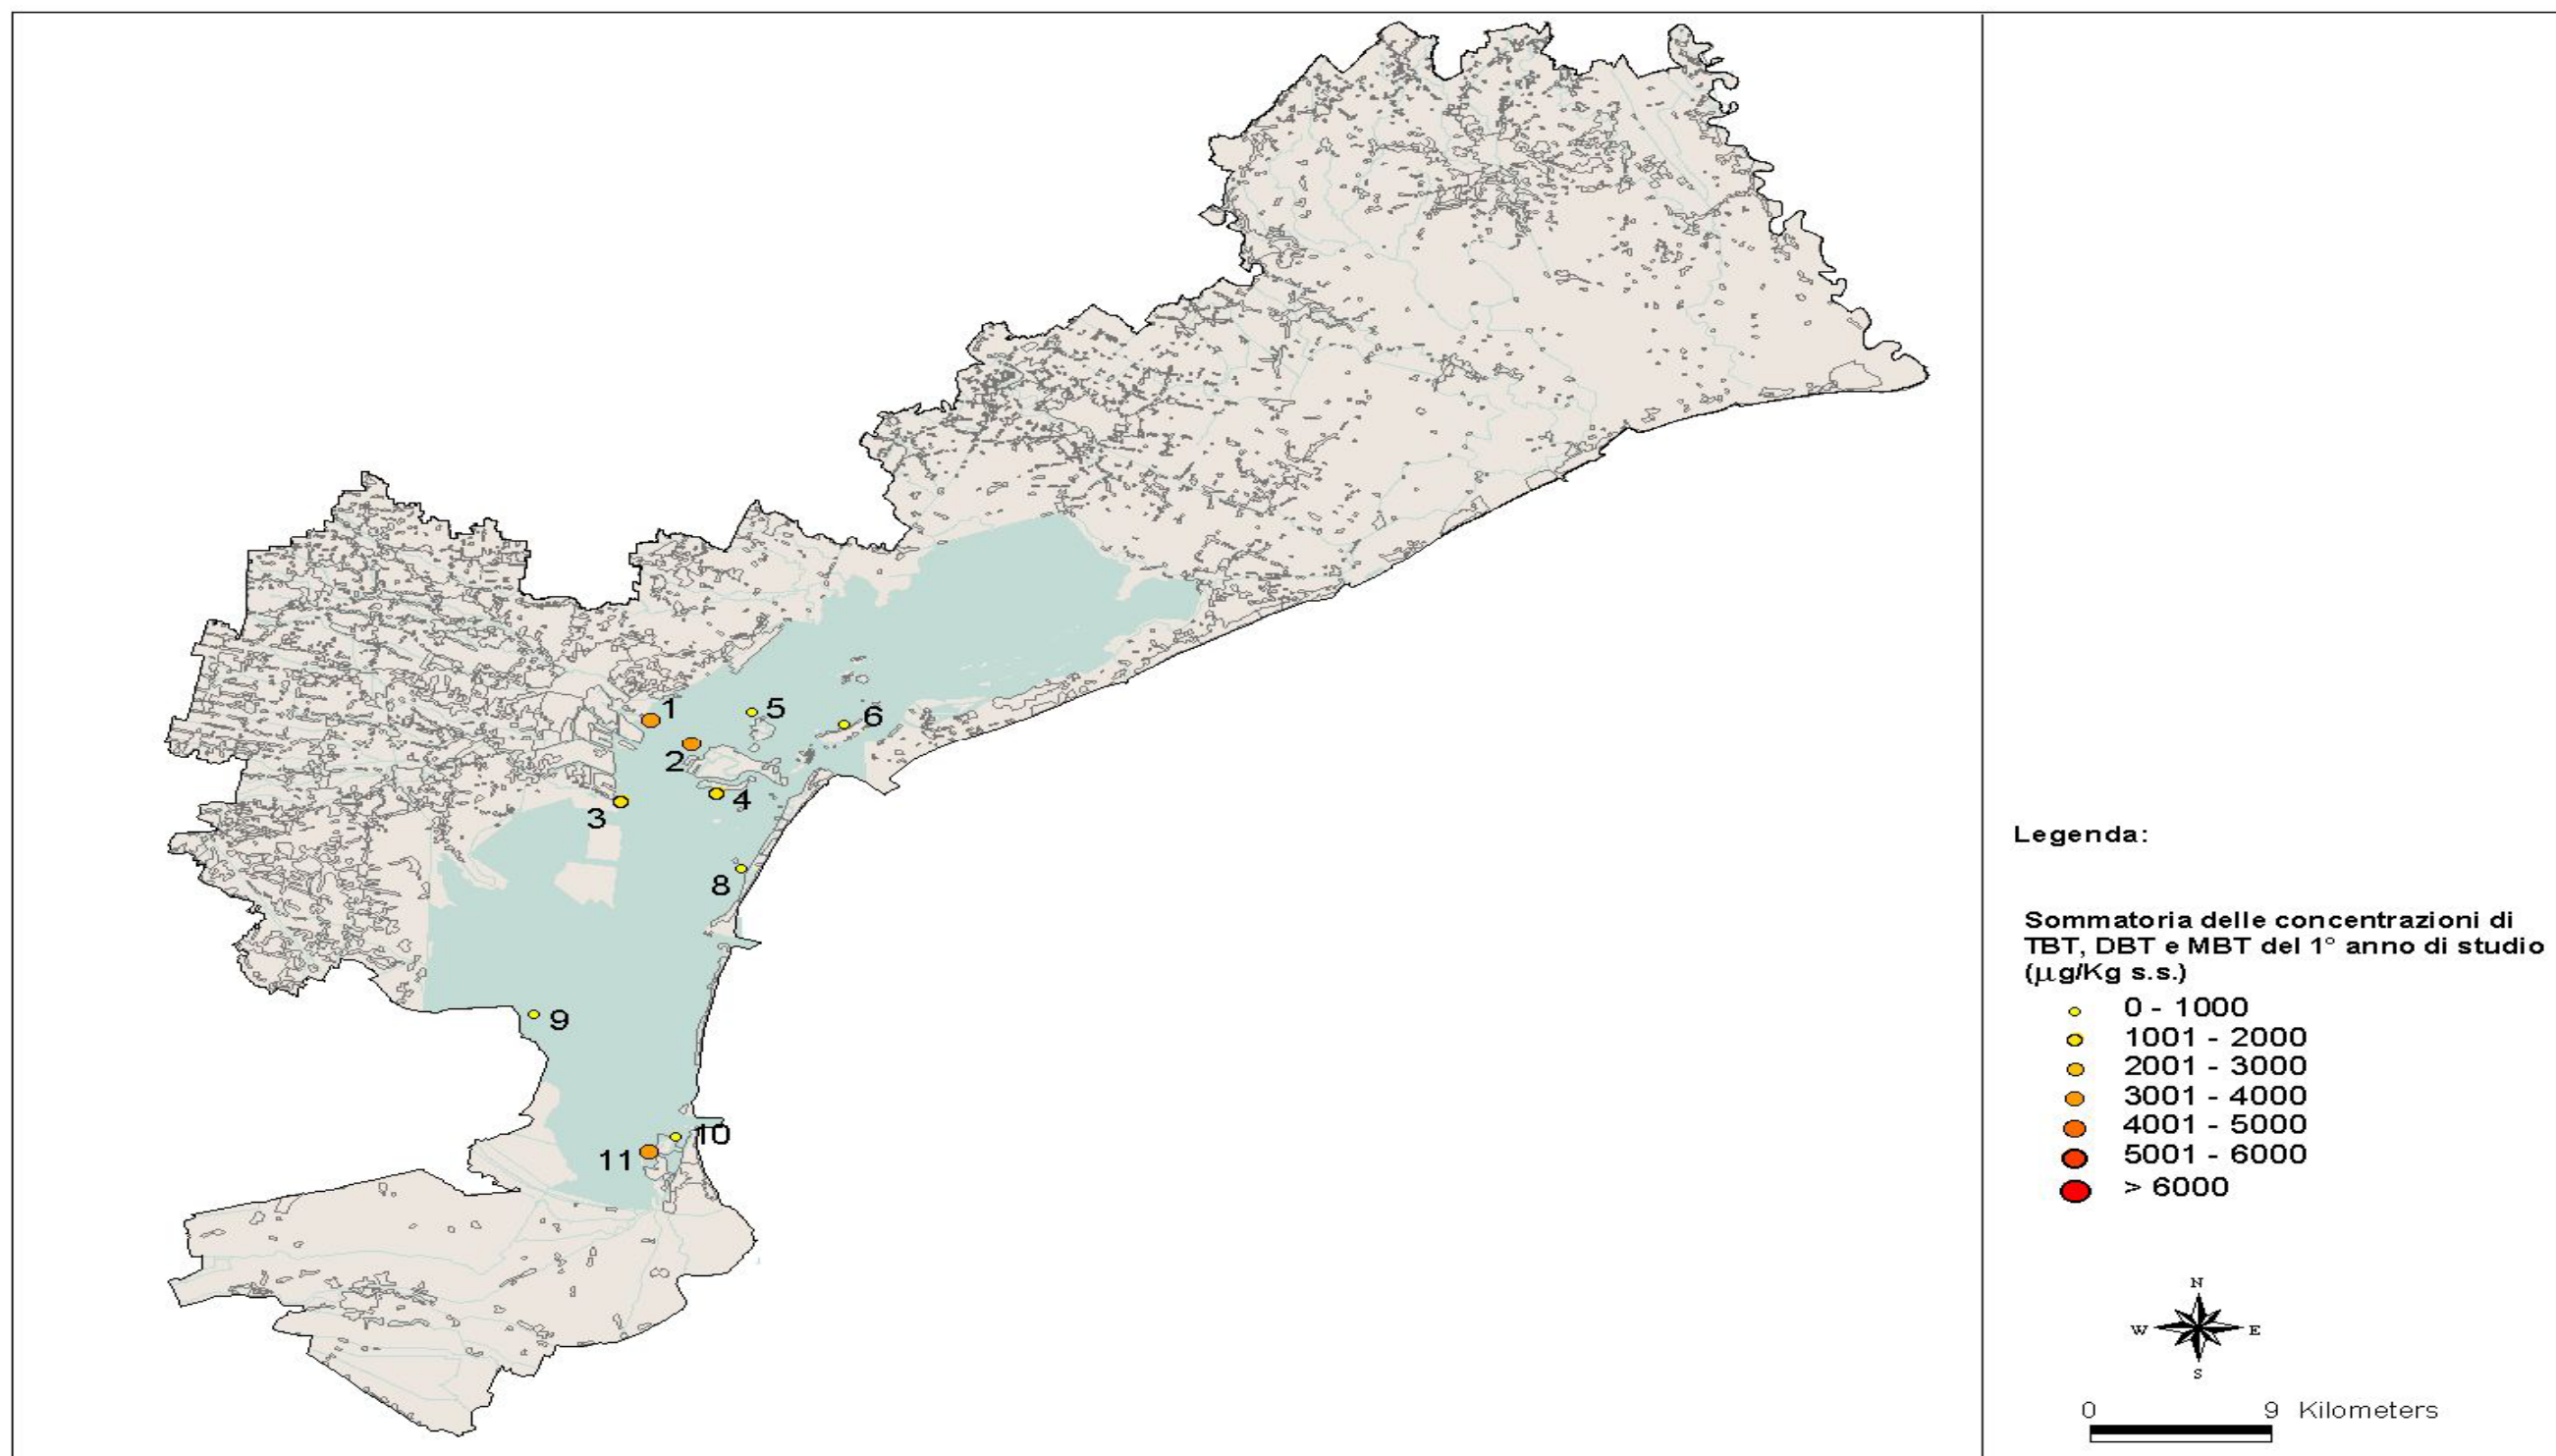 1
5
6
2
3
4
8
9
10
11
Legenda:
Sommatoria delle concentrazioni di
TBT, DBT e MBT del 1° anno di studio
(µg/Kg s.s.)
0 - 1000
1001 - 2000
2001 - 3000
3001 - 4000
4001 - 5000
5001 - 6000
> 6000
N
W E
S
0 9 Kilometers